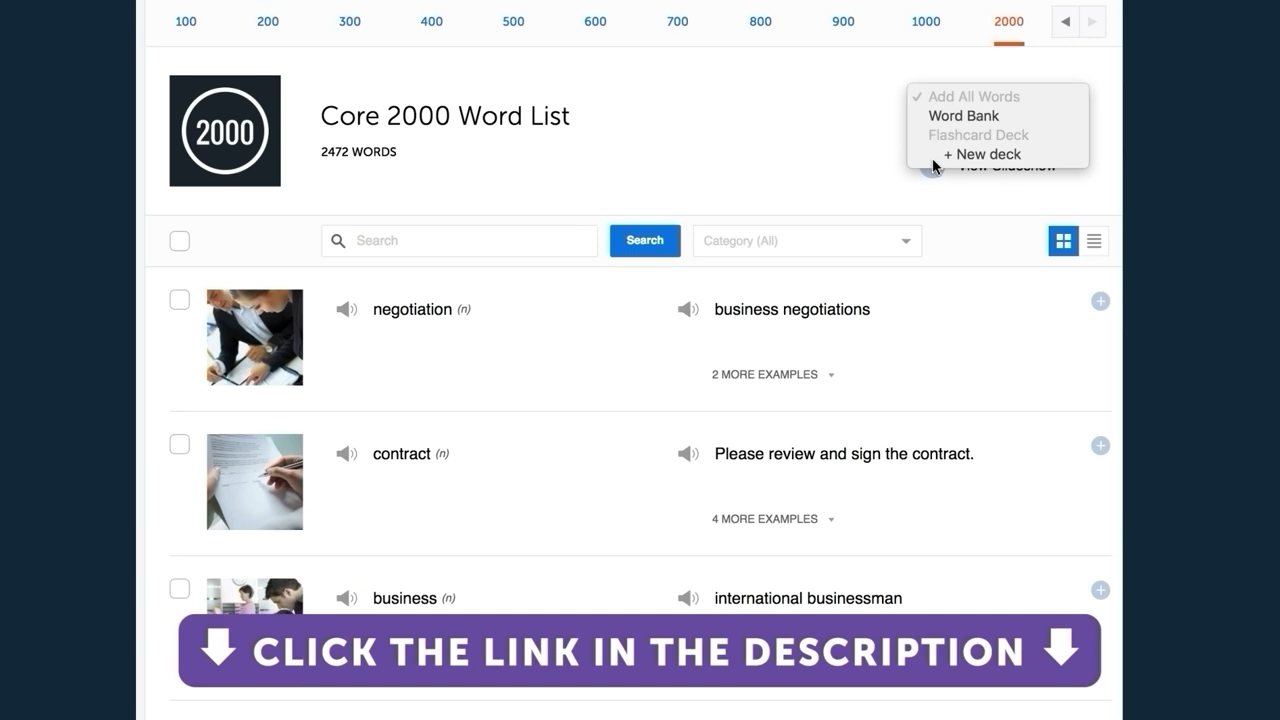 100 200 300 400 500 600 700 800 900 1000 2000
2000
Core 2000 Word List
2472 WORDS
✓ Add All Words
Word Bank
Flashcard Deck
+ New deck
View Slideshow
Search
Search
Category (All)
negotiation (n)
business negotiations
2 MORE EXAMPLES
contract (n)
Please review and sign the contract.
4 MORE EXAMPLES
business (n)
international businessman
CLICK THE LINK IN THE DESCRIPTION